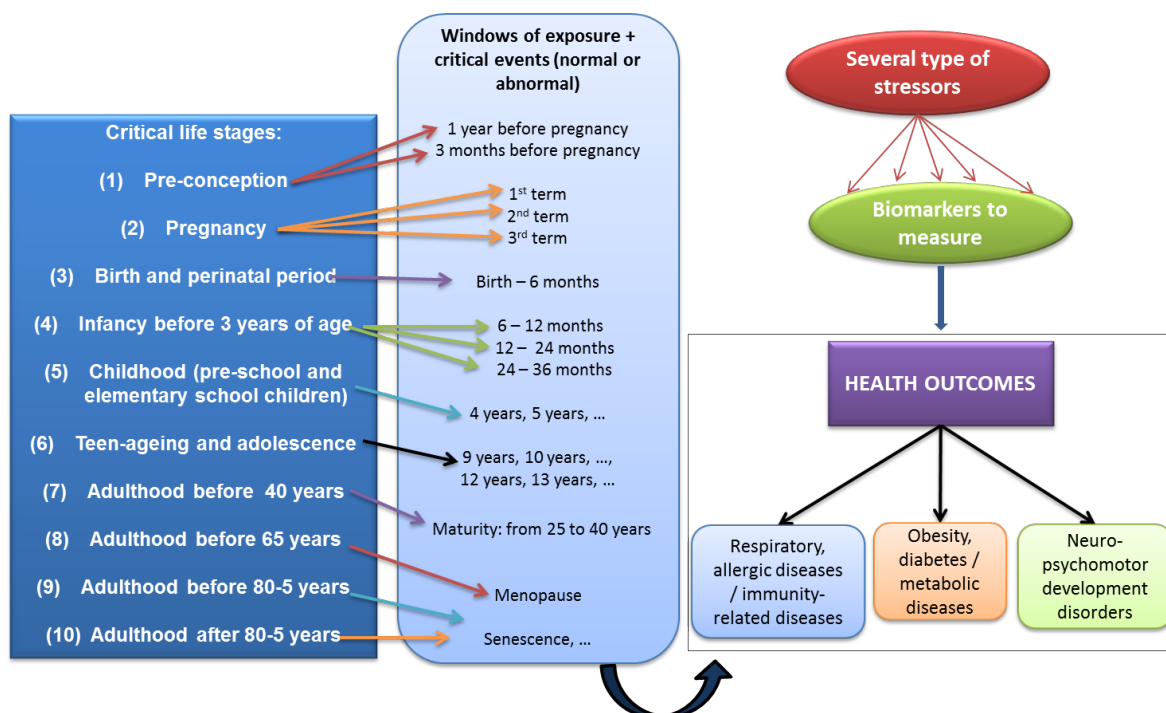 Critical life stages:
(1) Pre-conception
(2) Pregnancy
(3) Birth and perinatal period
(4) Infancy before 3 years of age
(5) Childhood (pre-school and
elementary school children)
(6) Teen-ageing and adolescence
(7) Adulthood before 40 years
(8) Adulthood before 65 years
(9) Adulthood before 80-5 years
(10) Adulthood after 80-5 years
Windows of exposure +
critical events (normal or
abnormal)
1 year before pregnancy
3 months before pregnancy
1st term
2nd term
3rd term
Birth – 6 months
6 – 12 months
12 – 24 months
24 – 36 months
4 years, 5 years, ...
9 years, 10 years, ...,
12 years, 13 years, ...
Maturity: from 25 to 40 years
Menopause
Senescence, ...
Several type of
stressors
Biomarkers to
measure
HEALTH OUTCOMES
Respiratory,
allergic diseases
/ immunity-
related diseases
Obesity,
diabetes /
metabolic
diseases
Neuro-
psychomotor
development
disorders